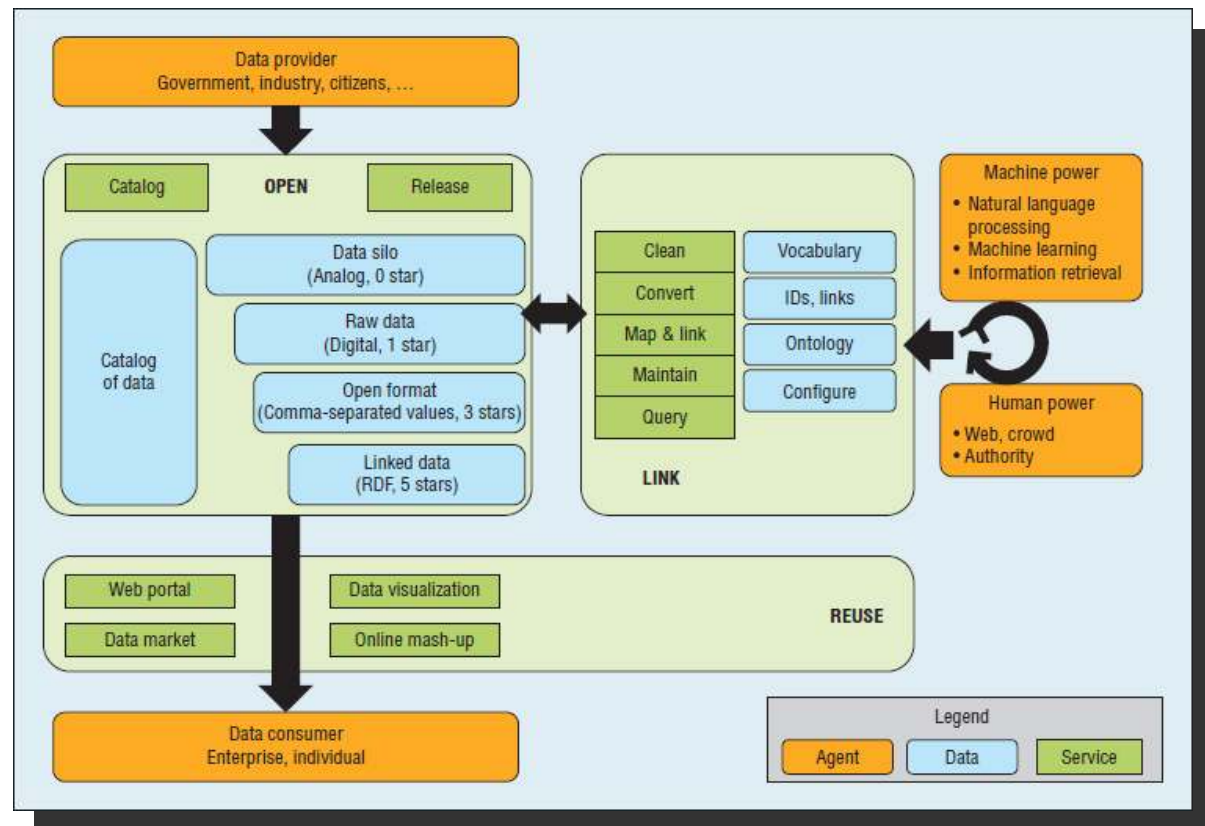 Data provider
Government, industry, citizens, …
Catalog
OPEN
Release
Data silo
(Analog, 0 star)
Raw data
(Digital, 1 star)
Catalog
of data
Open format
(Comma-separated values, 3 stars)
Linked data
(RDF, 5 stars)
Clean
Convert
Map & link
Maintain
Query
Vocabulary
IDs, links
Ontology
Configure
LINK
Machine power
• Natural language
processing
• Machine learning
• Information retrieval
Human power
• Web, crowd
• Authority
Web portal
Data visualization
Data market
Online mash-up
REUSE
Data consumer
Enterprise, individual
Legend
Agent
Data
Service